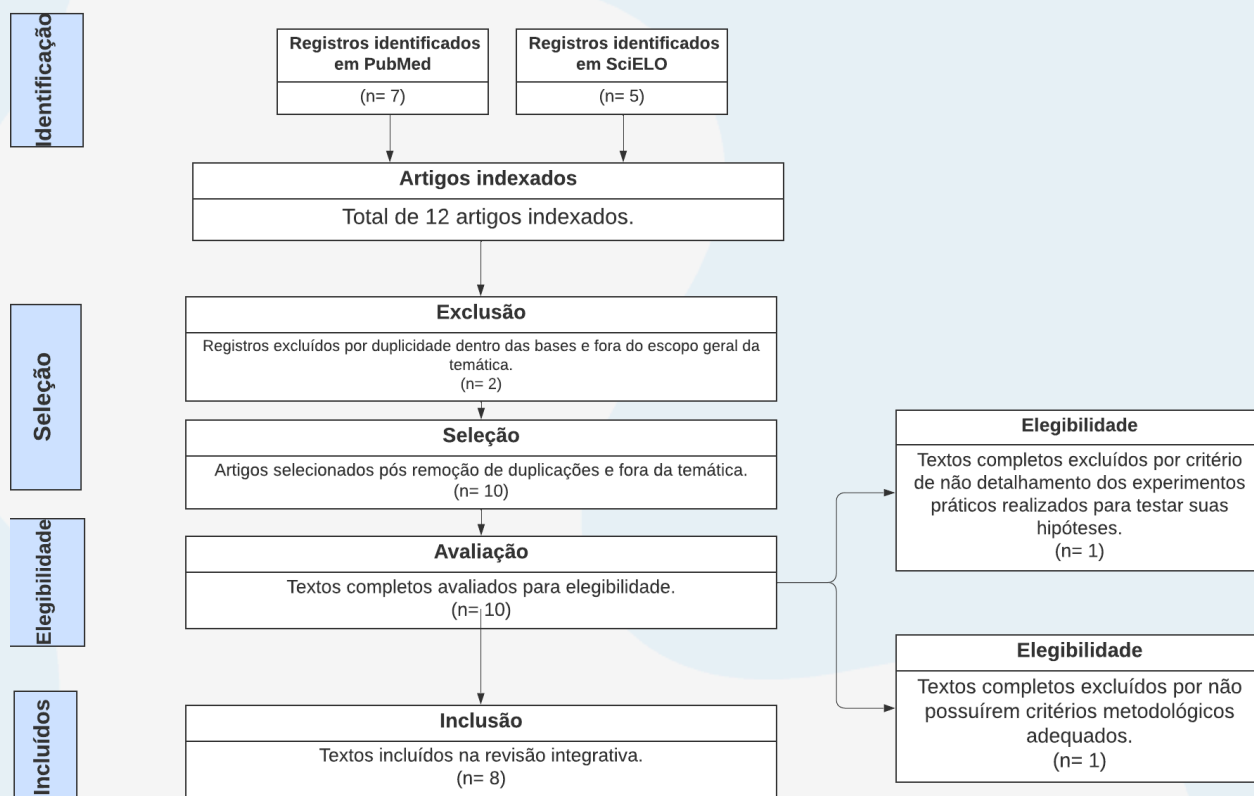 Identificação
Registros identificados
em PubMed
(n= 7)
Registros identificados
em SciELO
(n= 5)
Artigos indexados
Total de 12 artigos indexados.
Seleção
Exclusão
Registros excluídos por duplicidade dentro das bases e fora do escopo geral da
temática.
(n= 2)
Seleção
Artigos selecionados pós remoção de duplicações e fora da temática.
(n= 10)
Elegibilidade
Avaliação
Textos completos avaliados para elegibilidade.
(n= 10)
Elegibilidade
Textos completos excluídos por critério
de não detalhamento dos experimentos
práticos realizados para testar suas
hipóteses.
(n= 1)
Elegibilidade
Textos completos excluídos por não
possuírem critérios metodológicos
adequados.
(n= 1)
Incluídos
Inclusão
Textos incluídos na revisão integrativa.
(n= 8)